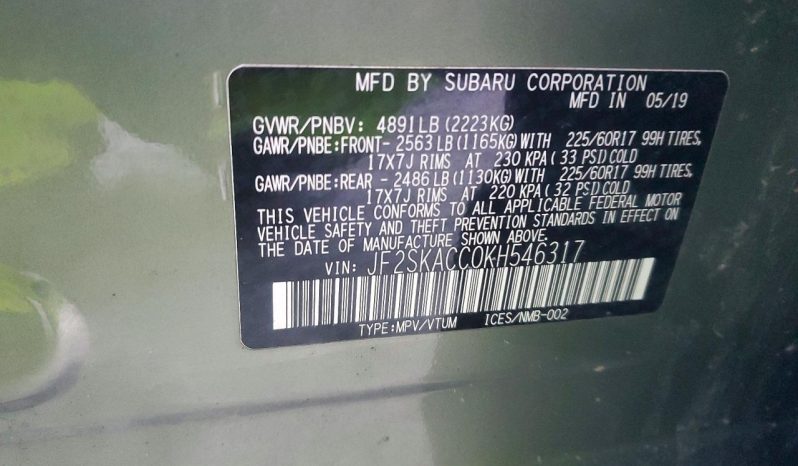 MFD BY SUBARU CORPORATION
MFD IN 05/19
GVWR/PNBV: 4891LB(2223KG)
GAWR/PNBE:FRONT-2563LB(1165KG)WITH 225/60R17 99H TIRES,
17X7J RIMS AT 230 KPA(33 PSI)COLD
GAWR/PNBE:REAR -2486LB(1130KG)WITH 225/60R17 99H TIRES,
17X7J RIMS AT 220 KPA(32 PSI)COLD
THIS VEHICLE CONFORMS TO ALL APPLICABLE FEDERAL MOTOR
VEHICLE SAFETY AND THEFT PREVENTION STANDARDS IN EFFECT ON
THE DATE OF MANUFACTURE SHOWN ABOVE.
VIN: JF2SKACC0KH546317
TYPE:MPV/VTUM ICES/NMB-002